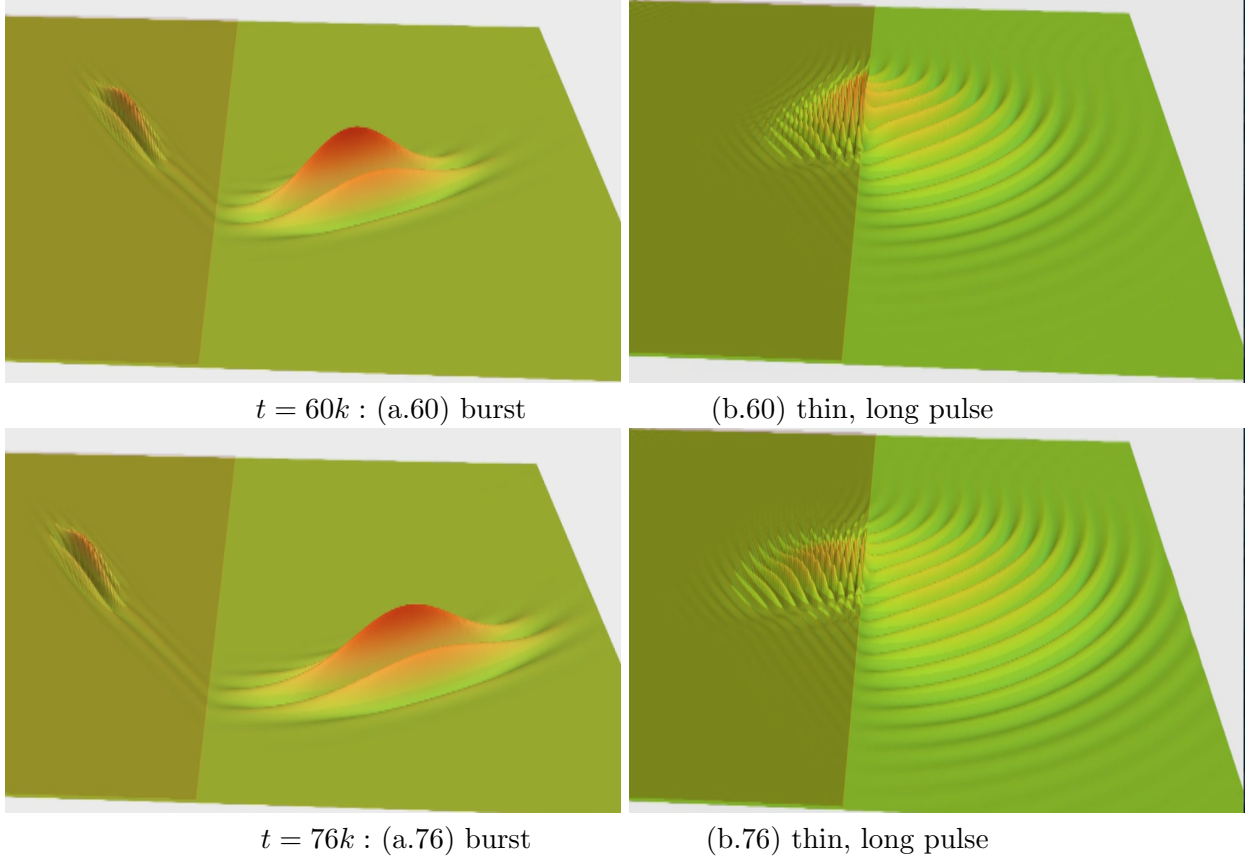 t = 60k : (a.60) burst (b.60) thin, long pulse
t = 76k : (a.76) burst (b.76) thin, long pulse